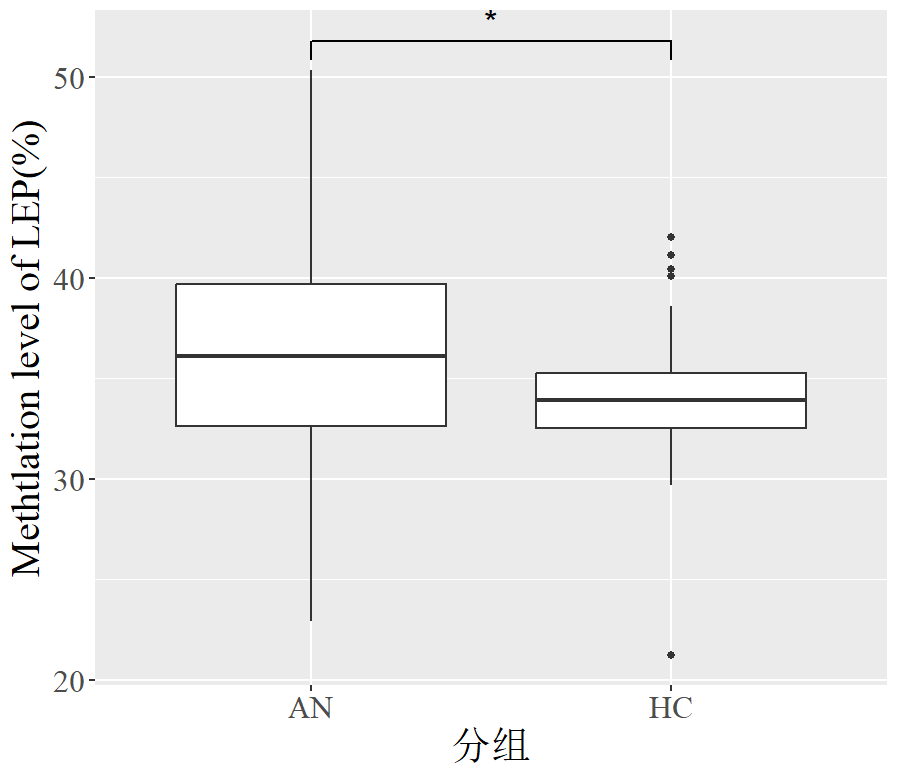 *
50
40
30
20
Methtlation level of LEP(%)
AN
HC
分组